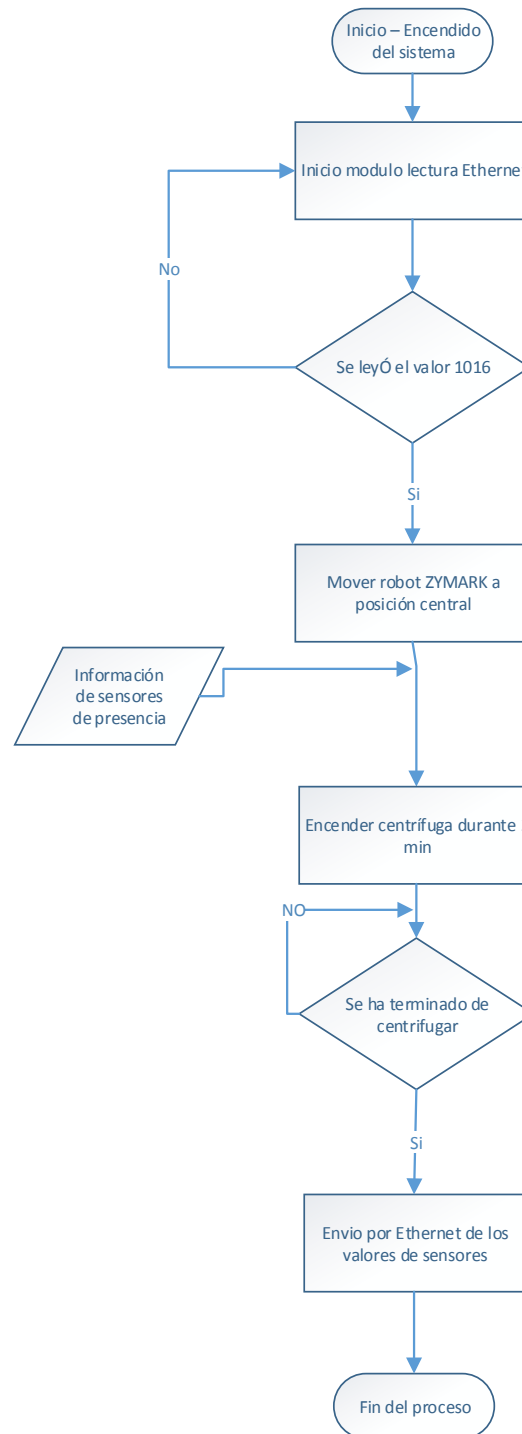 Inicio – Encendido
del sistema
Inicio modulo lectura Etherne
No
Se leyÓ el valor 1016
Si
Mover robot ZYMARK a
posición central
Información
de sensores
de presencia
Encender centrífuga durante
min
NO
Se ha terminado de
centrifugar
Si
Envio por Ethernet de los
valores de sensores
Fin del proceso